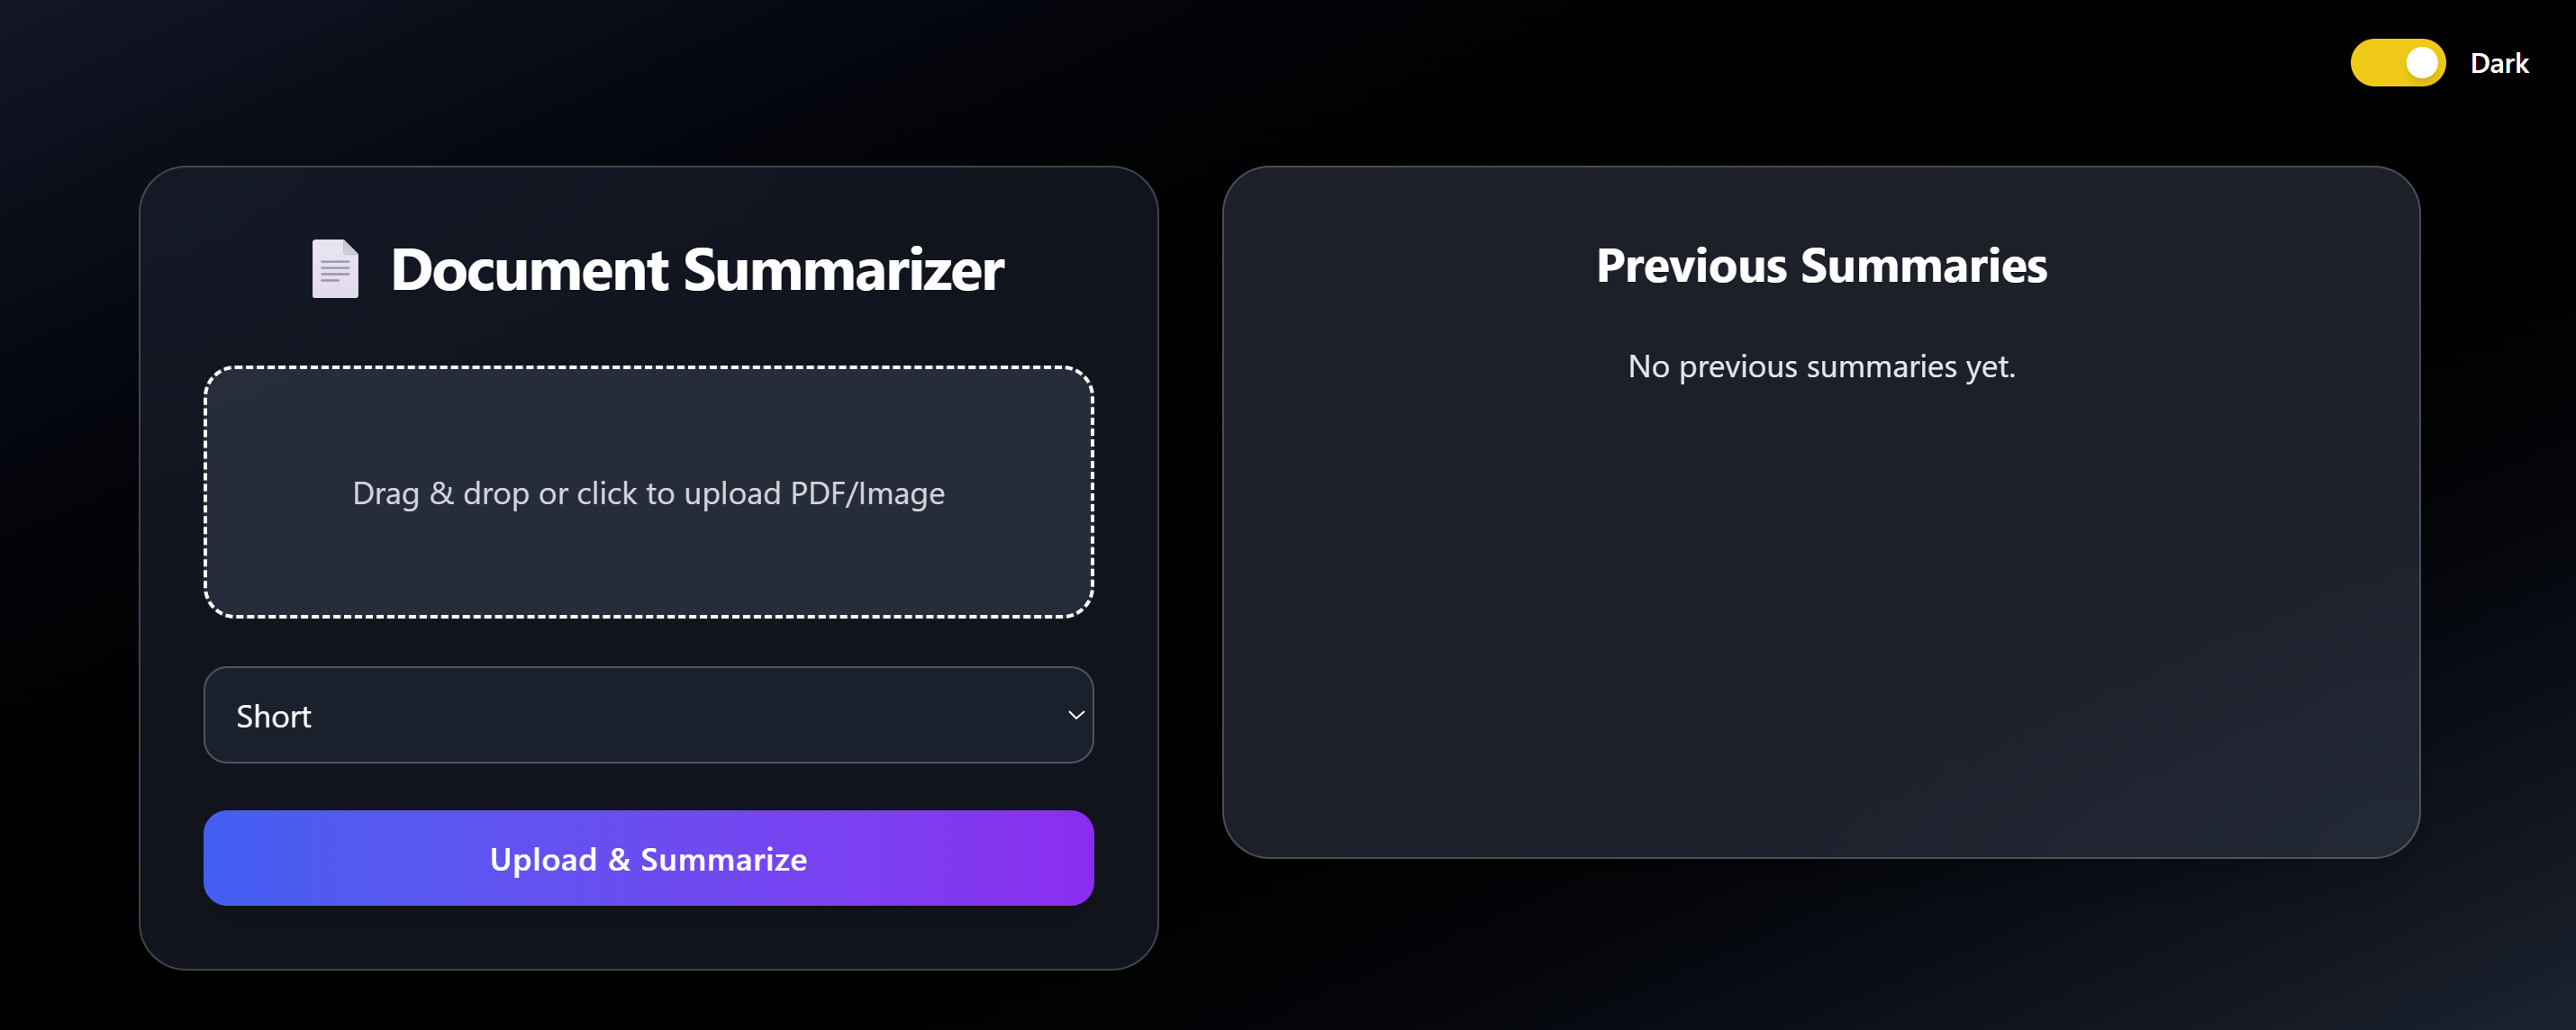 Dark
Document Summarizer
Drag & drop or click to upload PDF/Image
Short
Upload & Summarize
Previous Summaries
No previous summaries yet.